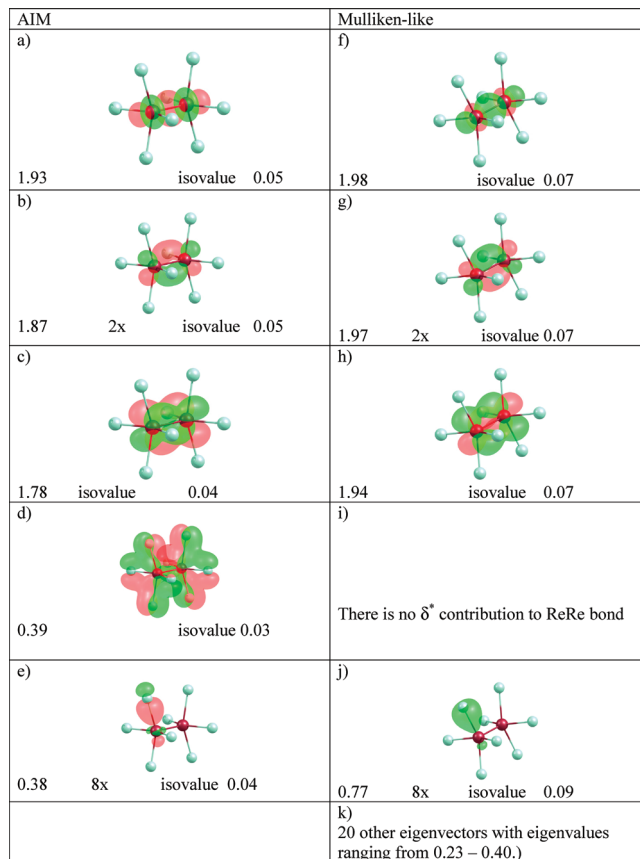 AIM
Mulliken-like
a)
1.93 isovalue 0.05
f)
1.98 isovalue 0.07
b)
1.87 2x isovalue 0.05
g)
1.97 2x isovalue 0.07
c)
1.78 isovalue 0.04
h)
1.94 isovalue 0.07
d)
0.39 isovalue 0.03
i)
There is no δ* contribution to ReRe bond
e)
0.38 8x isovalue 0.04
j)
0.77 8x isovalue 0.09
k)
20 other eigenvectors with eigenvalues
ranging from 0.23 – 0.40.)